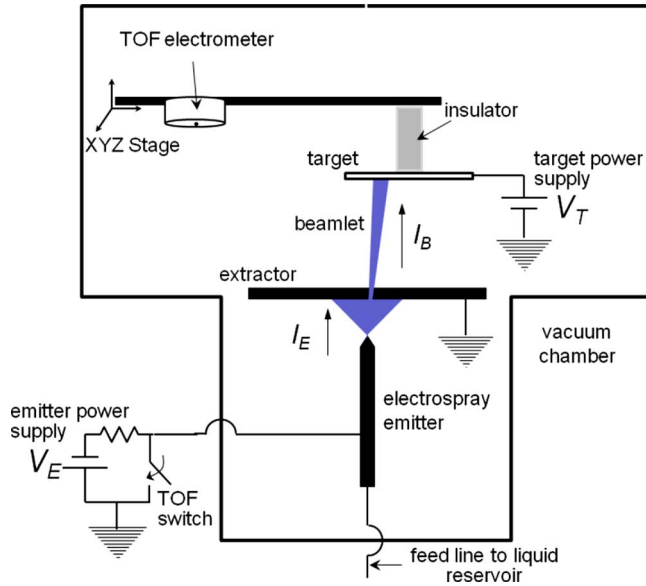 TOF electrometer
insulator
XYZ Stage
target
target power
supply
V_T
beamlet
I_B
extractor
I_E
vacuum
chamber
electrospray
emitter
emitter power
supply
V_E
TOF
switch
feed line to liquid
reservoir